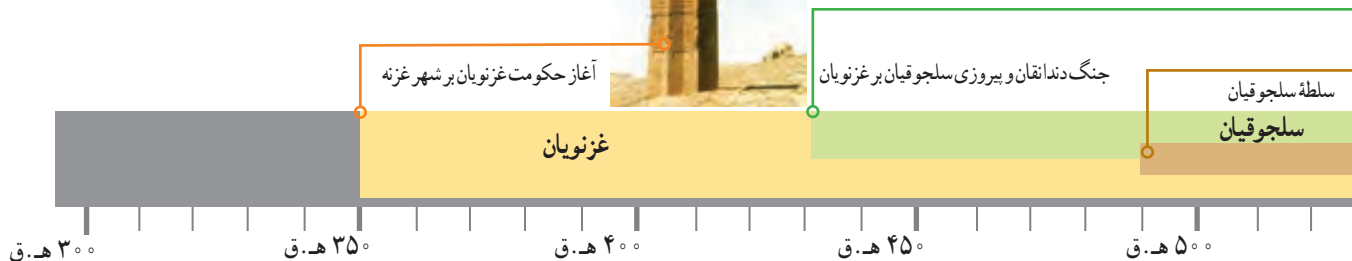 آغاز حکومت غزنویان بر شهر غزنه
جنگ دندانقان و پیروزی سلجوقیان بر غزنویان
سلطهٔ سلجوقیان
غزنویان
سلجوقیان
۳۰۰ هـ.ق
۳۵۰ هـ.ق
۴۰۰ هـ.ق
۴۵۰ هـ.ق
۵۰۰ هـ.ق